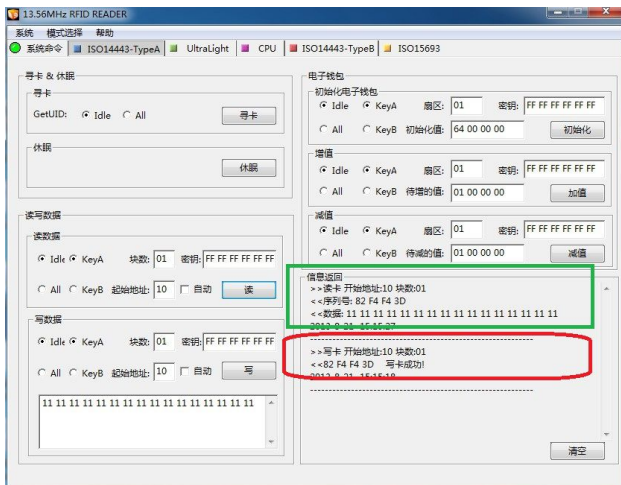 13.56MHz RFID READER
系统 模式选择 帮助
系统命令 ISO14443-TypeA UltraLight CPU ISO14443-TypeB ISO15693
寻卡 & 休眠
寻卡
GetUID: Idle All 寻卡
休眠
休眠
读写数据
读数据
Idle KeyA 块数: 01 密钥: FF FF FF FF FF FF
All KeyB 起始地址: 10 自动 读
写数据
Idle KeyA 块数: 01 密钥: FF FF FF FF FF FF
All KeyB 起始地址: 10 自动 写
11 11 11 11 11 11 11 11 11 11 11 11 11 11 11 11
电子钱包
初始化电子钱包
Idle KeyA 扇区: 01 密钥: FF FF FF FF FF FF
All KeyB 初始化值: 64 00 00 00 初始化
增值
Idle KeyA 扇区: 01 密钥: FF FF FF FF FF FF
All KeyB 待增的值: 01 00 00 00 加值
减值
Idle KeyA 扇区: 01 密钥: FF FF FF FF FF FF
All KeyB 待减的值: 01 00 00 00 减值
信息返回
>>读卡 开始地址:10 块数:01
<<序列号: 82 F4 F4 3D
<<数据: 11 11 11 11 11 11 11 11 11 11 11 11 11 11 11 11
2013-8-21 15:15:27
>>写卡 开始地址:10 块数:01
<<82 F4 F4 3D 写卡成功!
2013-8-21 15:15:18
清空